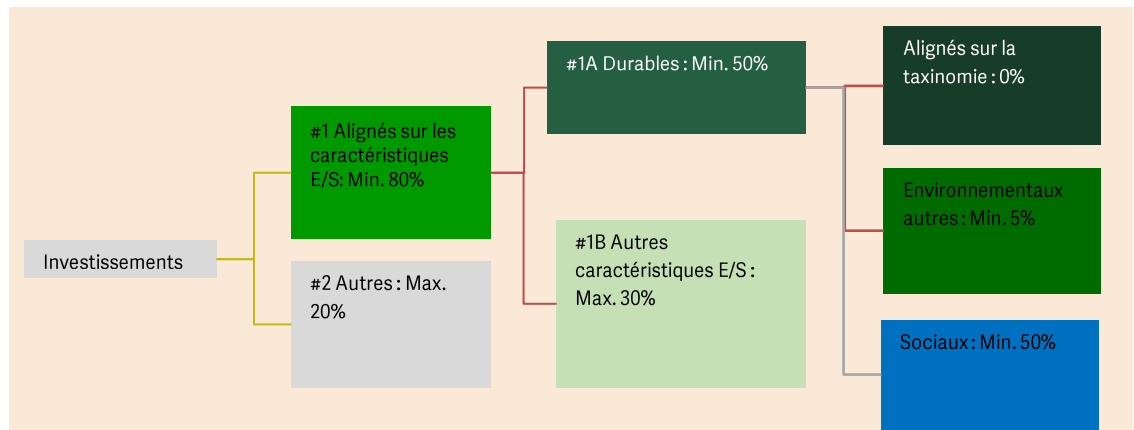 Investissements
#1 Alignés sur les
caractéristiques
E/S: Min. 80%
#2 Autres : Max.
20%
#1A Durables : Min. 50%
#1B Autres
caractéristiques E/S :
Max. 30%
Alignés sur la
taxinomie : 0%
Environnementaux
autres : Min. 5%
Sociaux : Min. 50%